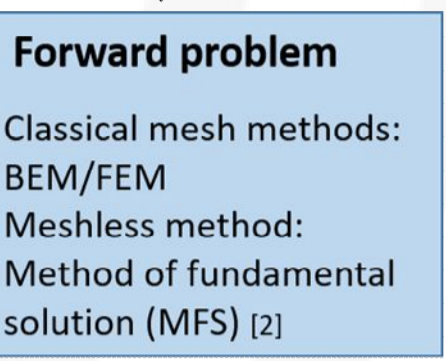 Forward problem
Classical mesh methods:
BEM/FEM
Meshless method:
Method of fundamental
solution (MFS) [2]